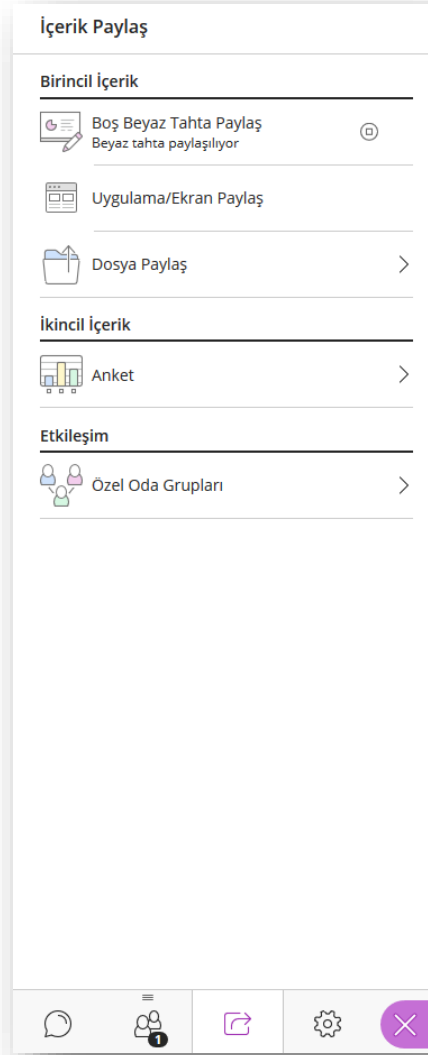 İçerik Paylaş
Birincil İçerik
Boş Beyaz Tahta Paylaş
Beyaz tahta paylaşılıyor
Uygulama/Ekran Paylaş
Dosya Paylaş
İkincil İçerik
Anket
Etkileşim
Özel Oda Grupları
1